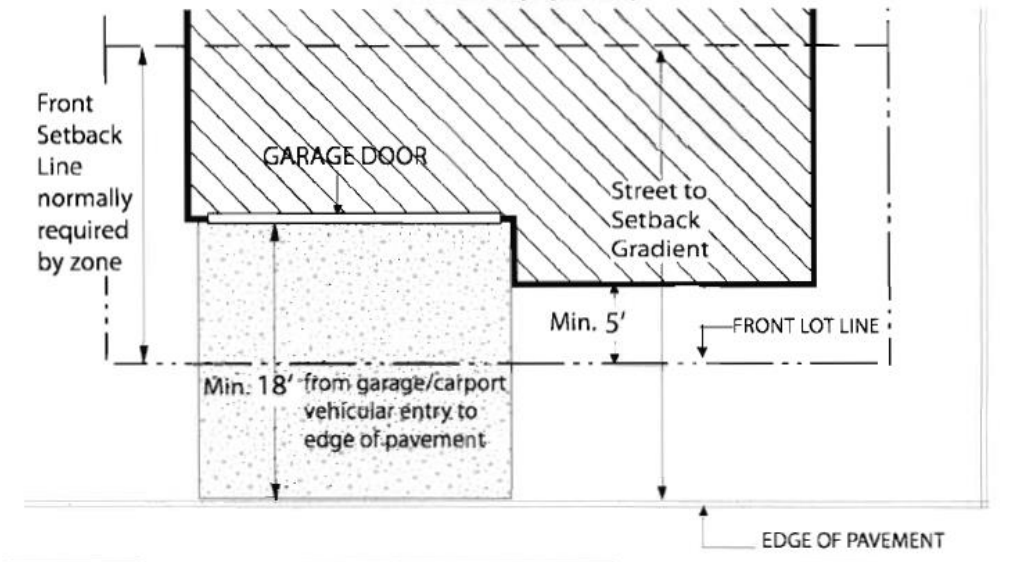 Front
Setback
Line
normally
required
by zone
GARAGE DOOR
Street to
Setback
Gradient
Min. 5'
FRONT LOT LINE
Min. 18' from garage/carport
vehicular entry to
edge of pavement
EDGE OF PAVEMENT